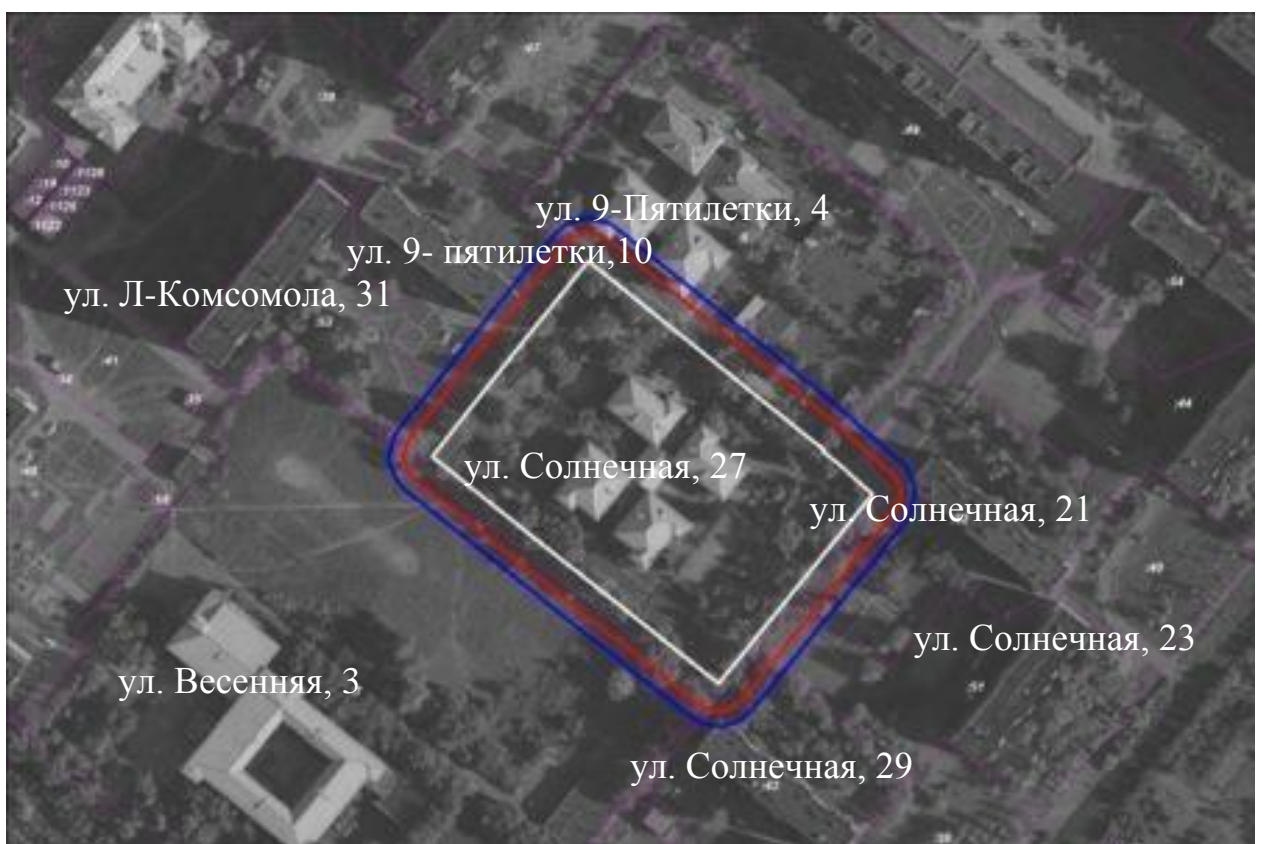 ул. 9-Пятилетки, 4
ул. 9- пятилетки,10
ул. Л-Комсомола, 31
ул. Солнечная, 27
ул. Солнечная, 21
ул. Солнечная, 23
ул. Весенняя, 3
ул. Солнечная, 29